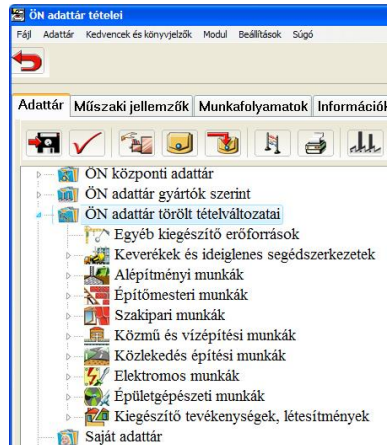 ÖN adattár tételei
Fájl Adattár Kedvencek és könyvjelzők Modul Beállítások Súgó
Adattár Műszaki jellemzők Munkafolyamatok Információk
ÖN központi adattár
ÖN adattár gyártók szerint
ÖN adattár törölt tételváltozatai
Egyéb kiegészítő erőforrások
Keverékek és ideiglenes segédszerkezetek
Alépítményi munkák
Építőmesteri munkák
Szakipari munkák
Közmű és vízépítési munkák
Közlekedés építési munkák
Elektromos munkák
Épületgépészeti munkák
Kiegészítő tevékenységek, létesítmények
Saját adattár